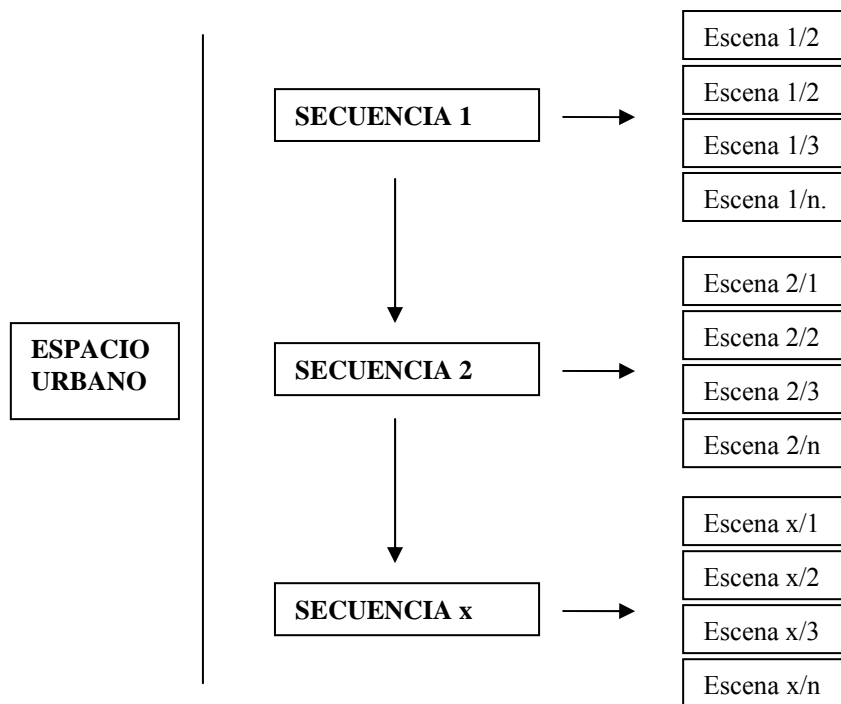 ESPACIO
URBANO
SECUENCIA 1
Escena 1/2
Escena 1/2
Escena 1/3
Escena 1/n.
SECUENCIA 2
Escena 2/1
Escena 2/2
Escena 2/3
Escena 2/n
SECUENCIA x
Escena x/1
Escena x/2
Escena x/3
Escena x/n